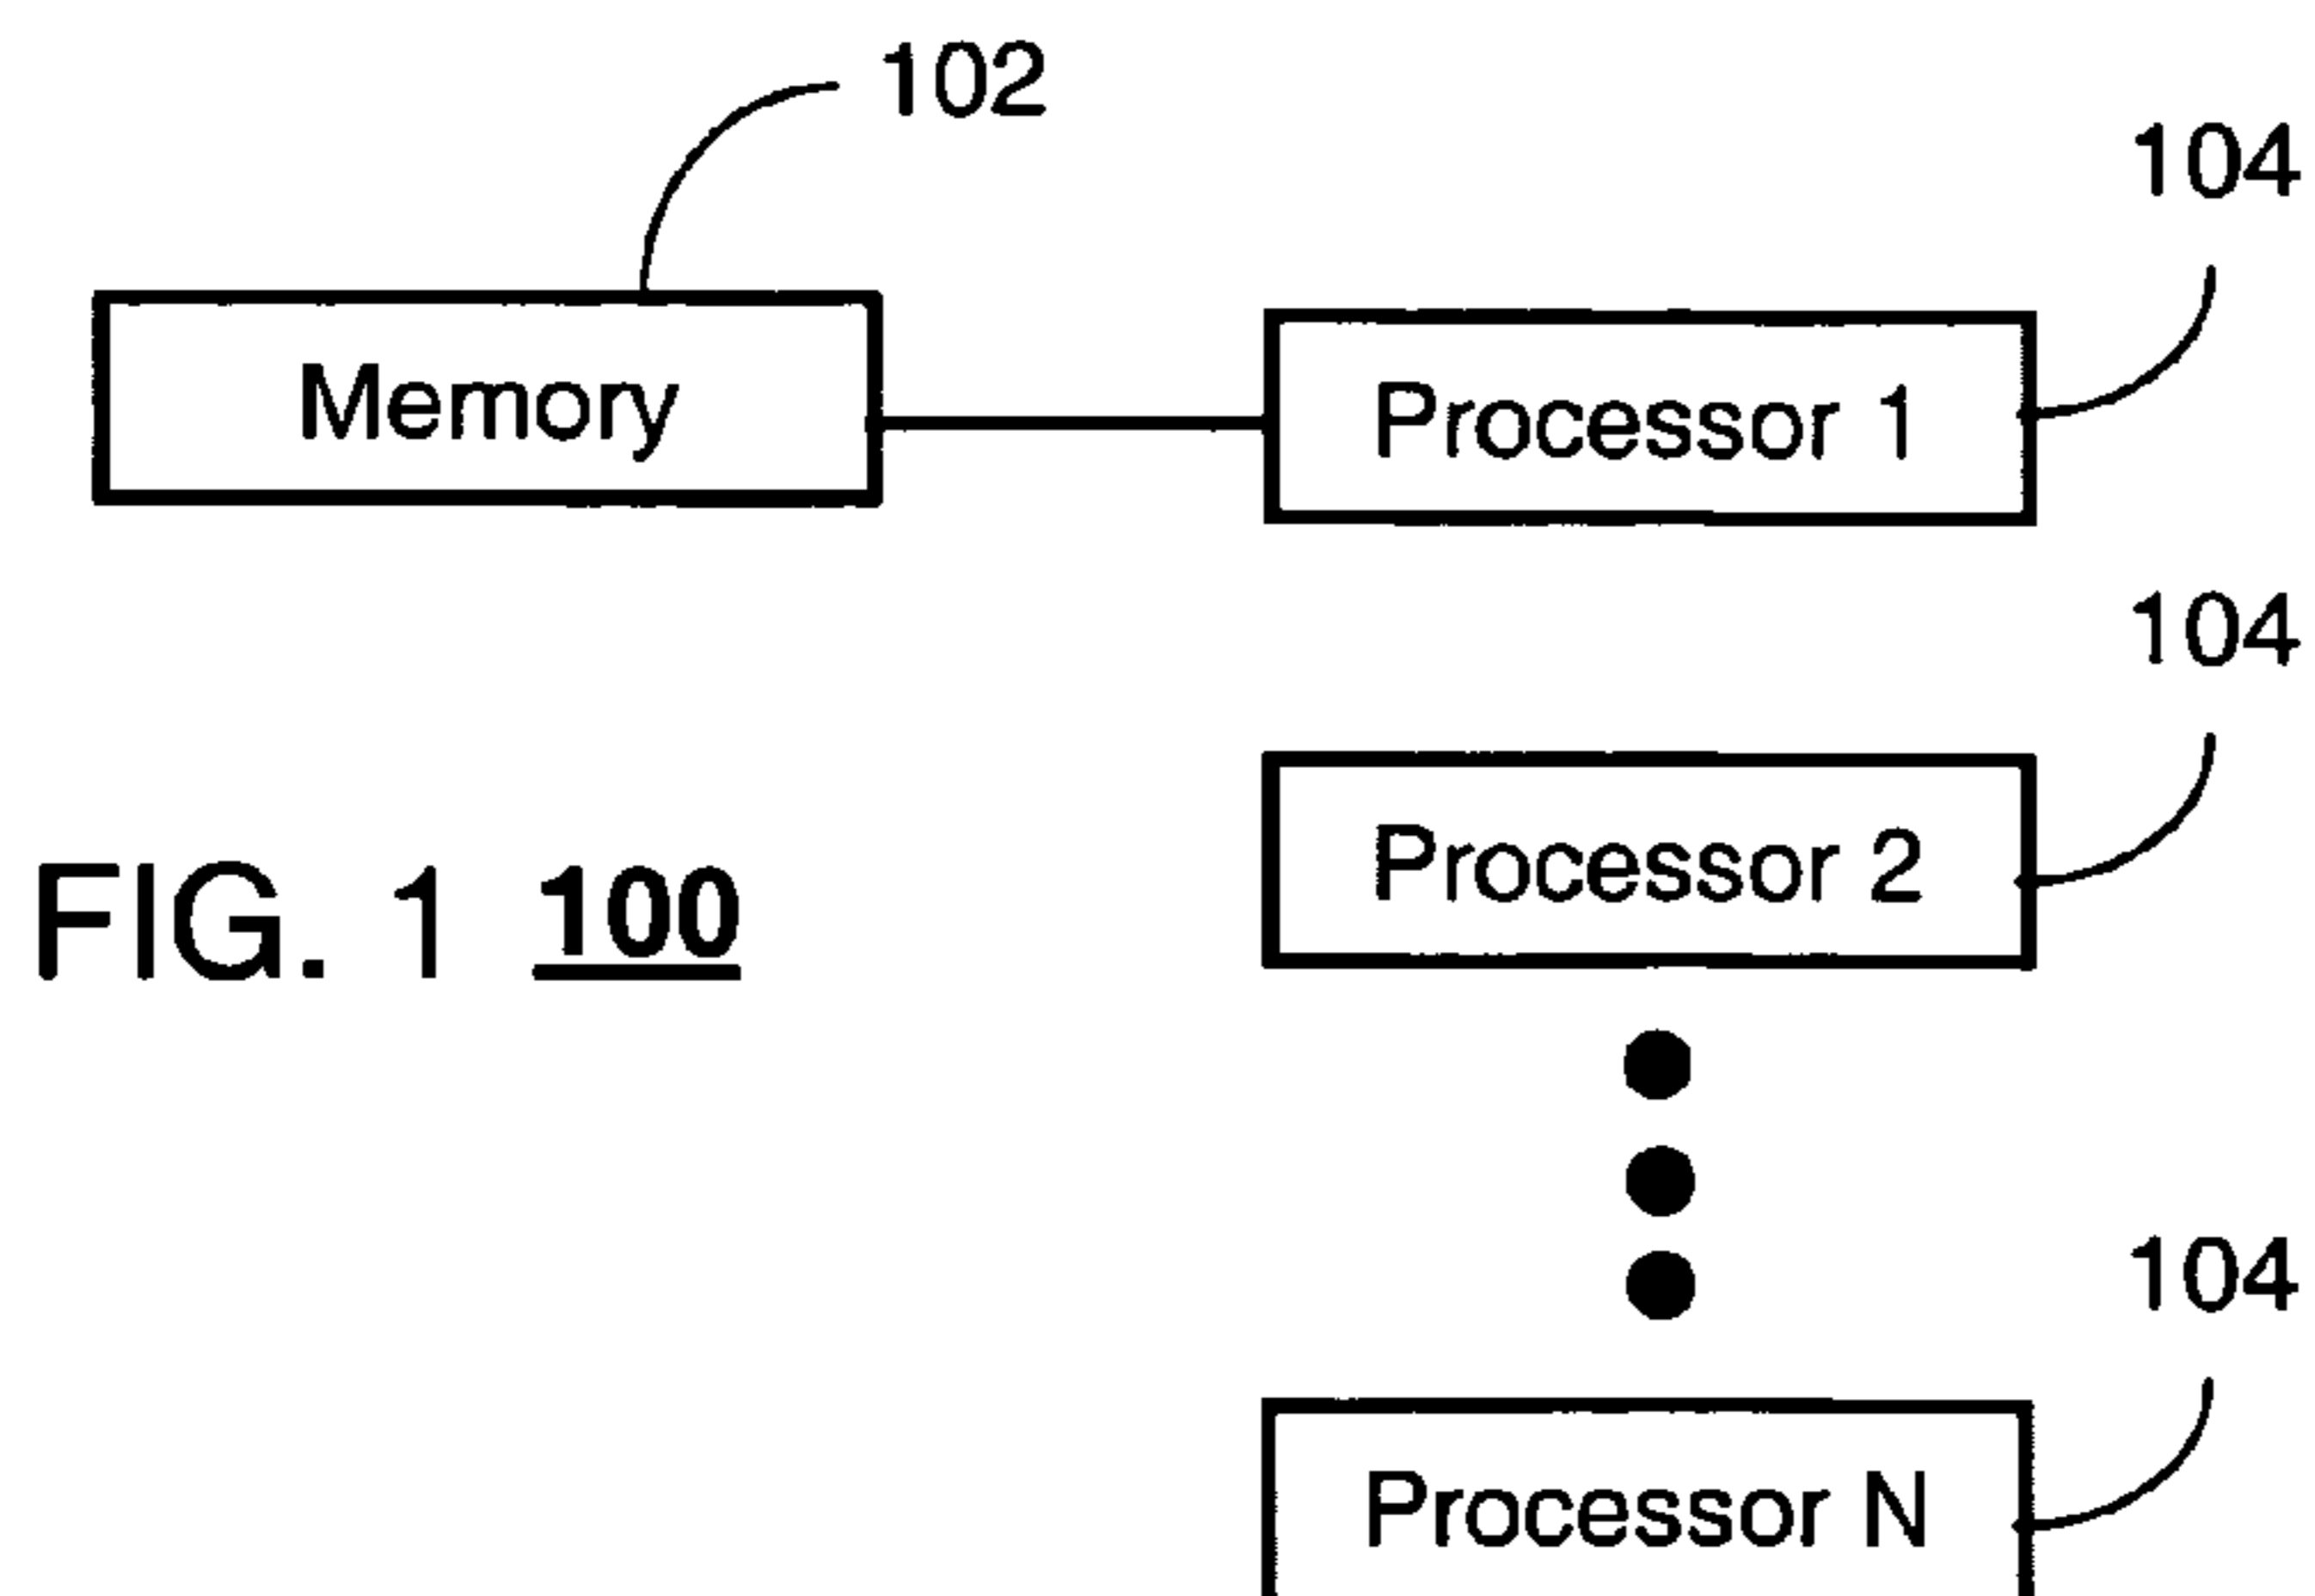 102
104
Memory
Processor 1
104
Processor 2
FIG. 1 100
104
Processor N